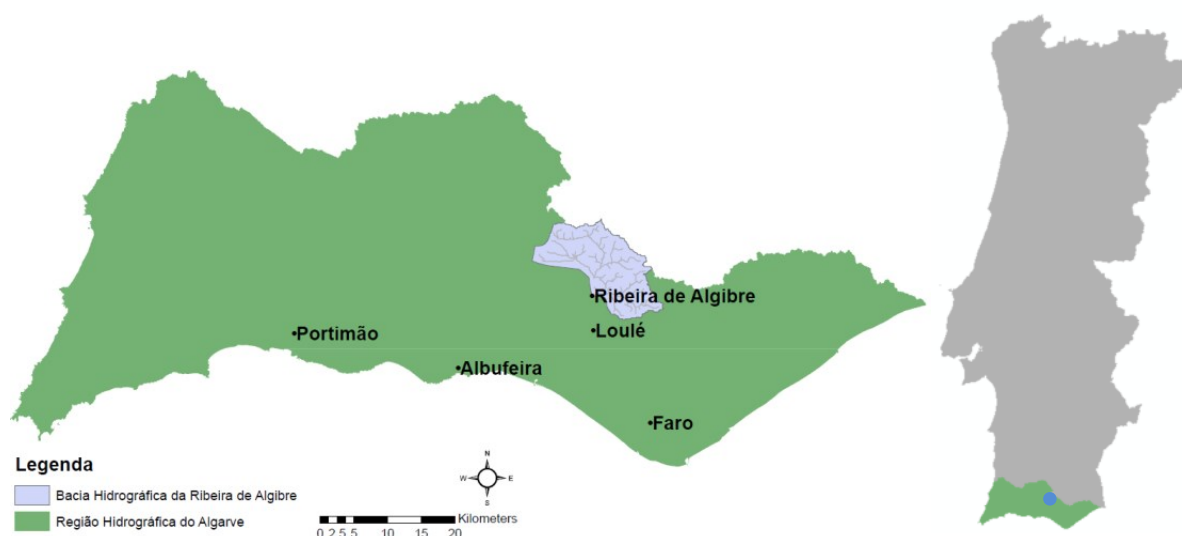 Ribeira de Algibre
Portimão
Loulé
Albufeira
Faro
Legenda
Bacia Hidrográfica da Ribeira de Algibre
Região Hidrográfica do Algarve
N
W E
S
Kilometers
0 2.5 5 10 15 20